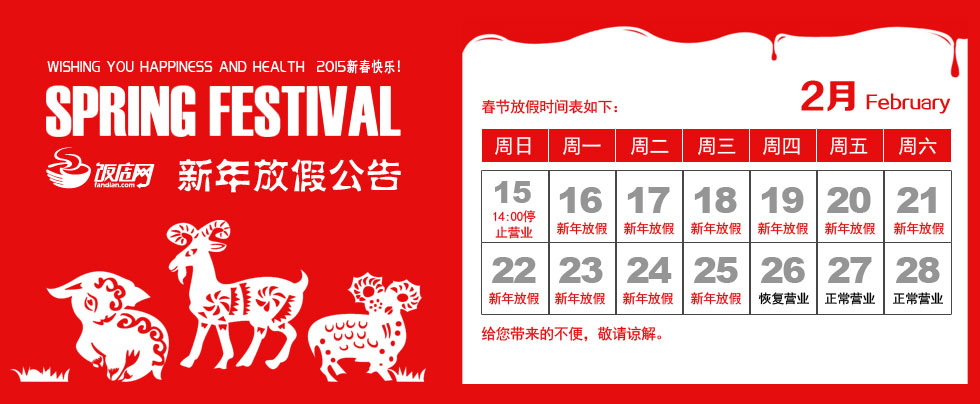 WISHING YOU HAPPINESS AND HEALTH 2015新春快乐！
SPRING FESTIVAL
饭店网
fandian.com
新年放假公告
2月 February
春节放假时间表如下：
周日 周一 周二 周三 周四 周五 周六
15 16 17 18 19 20 21
14:00停
止营业 新年放假 新年放假 新年放假 新年放假 新年放假 新年放假
22 23 24 25 26 27 28
新年放假 新年放假 新年放假 新年放假 恢复营业 正常营业 正常营业
给您带来的不便，敬请谅解。